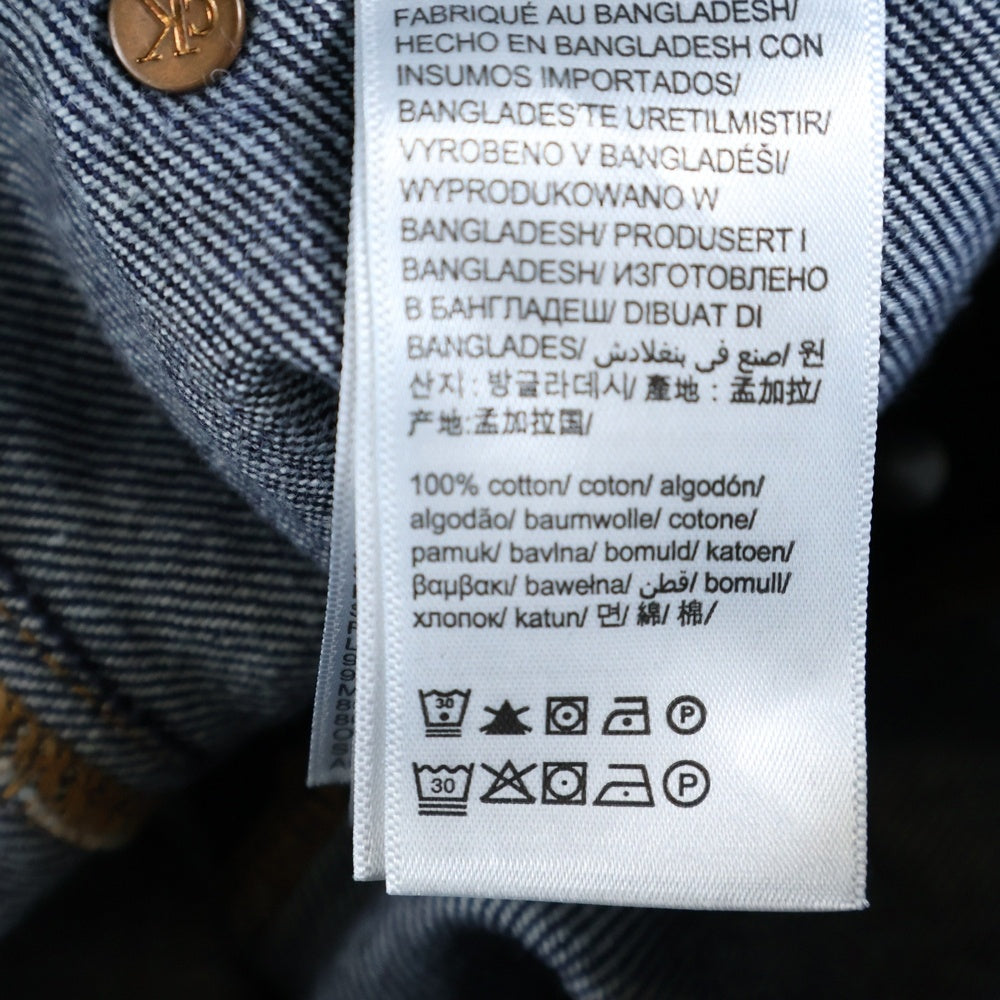 CK
FABRIQUÉ AU BANGLADESH/
HECHO EN BANGLADESH CON
INSUMOS IMPORTADOS/
BANGLADES'TE URETILMISTIR/
VYROBENO V BANGLADÉŠI/
WYPRODUKOWANO W
BANGLADESH/ PRODUSERT I
BANGLADESH/ ИЗГОТОВЛЕНО
В БАНГЛАДЕШ/ DIBUAT DI
BANGLADES/ صنع في بنغلادش/ 원
산지 : 방글라데시/ 產地 : 孟加拉/
产地:孟加拉国/
100% cotton/ coton/ algodón/
algodão/ baumwolle/ cotone/
pamuk/ bavlna/ bomuld/ katoen/
βαμβακι/ bawełna/ قطن/ bomull/
хлопок/ katun/ 면/ 綿/ 棉/
30 P
30 P